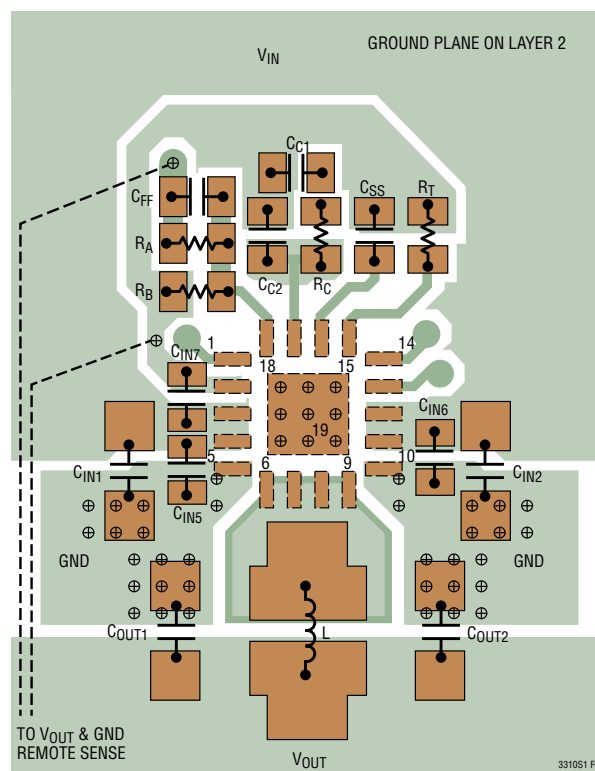 GROUND PLANE ON LAYER 2
VIN
CC1
CFF
CSS
RT
RA
RB
CC2
RC
1
14
CIN7
18
15
19
CIN6
5
6
9
10
CIN1
CIN5
CIN2
GND
GND
COUT1
L
COUT2
TO VOUT & GND
REMOTE SENSE
VOUT
3310S1 F